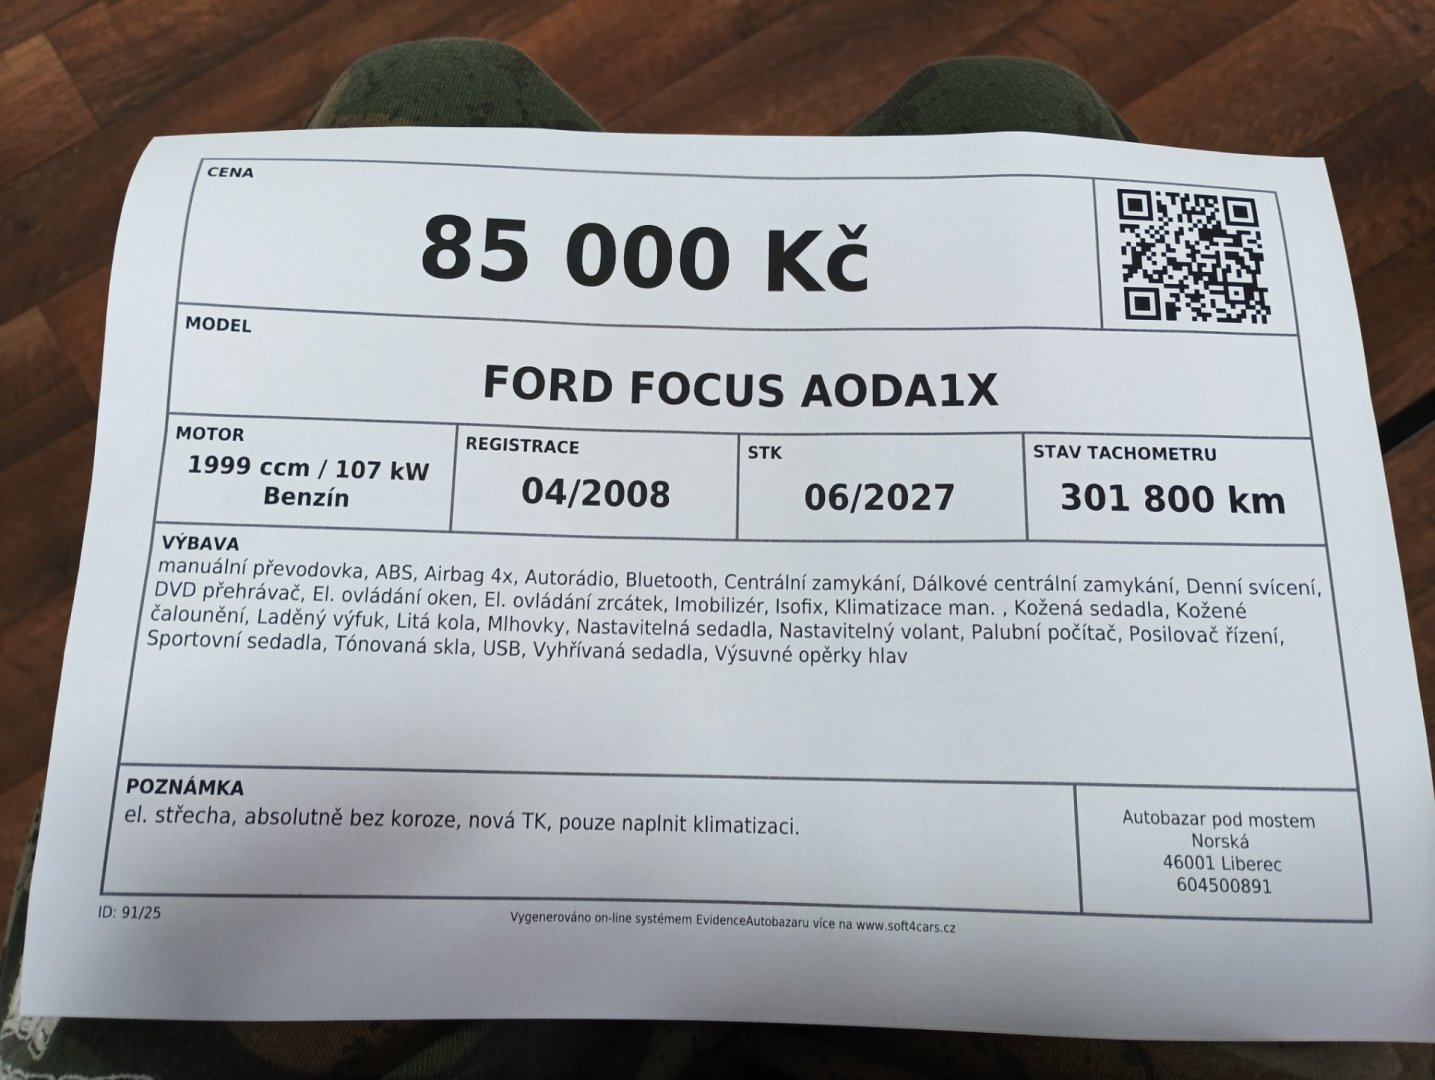 CENA
85 000 Kč
MODEL
FORD FOCUS AODA1X
MOTOR
1999 ccm / 107 kW
Benzín
REGISTRACE
04/2008
STK
06/2027
STAV TACHOMETRU
301 800 km
VÝBAVA
manuální převodovka, ABS, Airbag 4x, Autorádio, Bluetooth, Centrální zamykání, Dálkové centrální zamykání, Denní svícení,
DVD přehrávač, El. ovládání oken, El. ovládání zrcátek, Imobilizér, Isofix, Klimatizace man. , Kožená sedadla, Kožené
čalounění, Laděný výfuk, Litá kola, Mlhovky, Nastavitelná sedadla, Nastavitelný volant, Palubní počítač, Posilovač řízení,
Sportovní sedadla, Tónovaná skla, USB, Vyhřívaná sedadla, Výsuvné opěrky hlav
POZNÁMKA
el. střecha, absolutně bez koroze, nová TK, pouze naplnit klimatizaci.
Autobazar pod mostem
Norská
46001 Liberec
604500891
ID: 91/25
Vygenerováno on-line systémem EvidenceAutobazaru více na www.soft4cars.cz